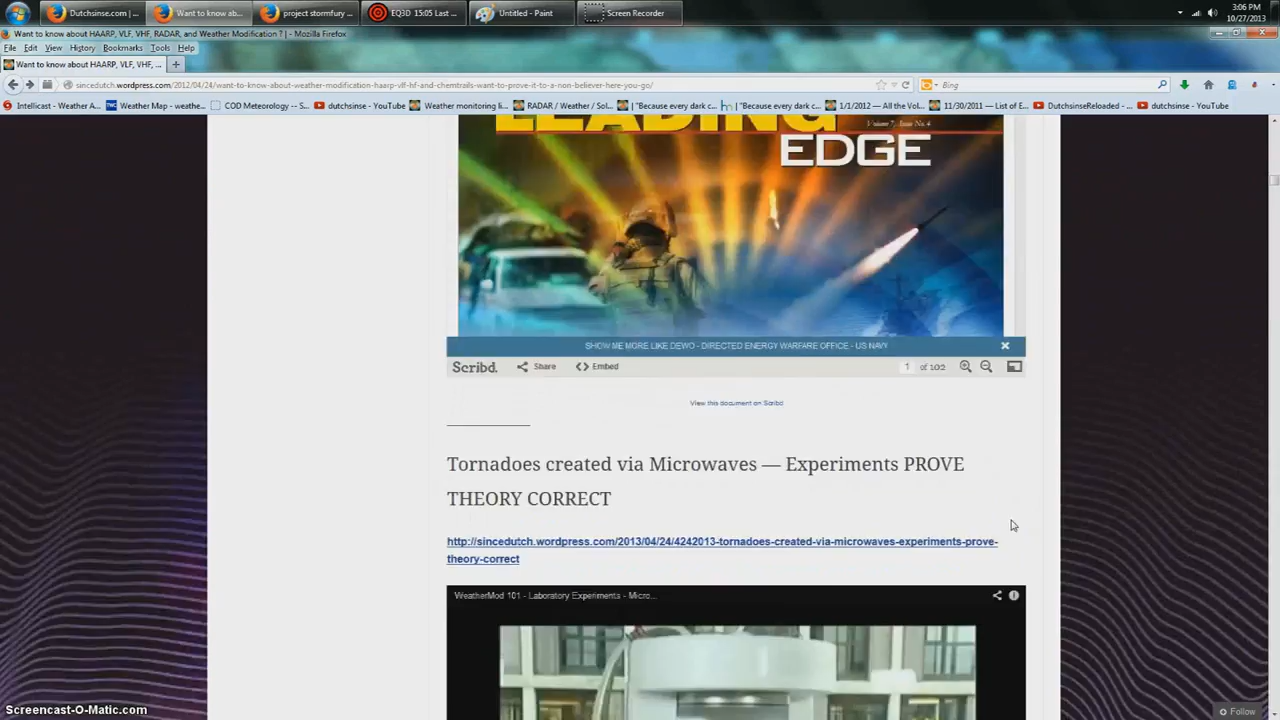 Dutchsinse.com | ...
Want to know ab...
project stormfury ...
EQ3D 15:05 Last ...
Untitled - Paint
Screen Recorder
3:06 PM
10/27/2013
Want to know about HAARP, VLF, VHF, RADAR, and Weather Modification ? | - Mozilla Firefox
File Edit View History Bookmarks Tools Help
Want to know about HAARP, VLF, VHF, ...
sincedutch.wordpress.com/2012/04/24/want-to-know-about-weather-modification-haarp-vlf-hf-and-chemtrails-want-to-prove-it-to-a-non-believer-here-you-go/
Bing
Intellicast - Weather A...
Weather Map - weathe...
COD Meteorology -- S...
dutchsinse - YouTube
Weather monitoring li...
RADAR / Weather / Sol...
| "Because every dark c...
| "Because every dark c...
1/1/2012 — All the Vol...
11/30/2011 — List of E...
DutchsinseReloaded - ...
dutchsinse - YouTube
LEADING
Volume 7, Issue No. 4
EDGE
SHOW ME MORE LIKE DEWO - DIRECTED ENERGY WARFARE OFFICE - US NAVY
Scribd. Share Embed 1 of 102
View this document on Scribd
Tornadoes created via Microwaves — Experiments PROVE
THEORY CORRECT
http://sincedutch.wordpress.com/2013/04/24/4242013-tornadoes-created-via-microwaves-experiments-prove-
theory-correct
WeatherMod 101 - Laboratory Experiments - Micro...
Screencast-O-Matic.com
Follow